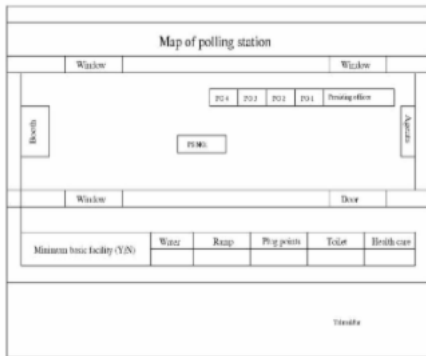 Map of polling station
Window Window
PO 4 PO 3 PO 2 PO 1 Presiding officer
Booth
Agents
Window Door
Minimum basic facility (Y/N) Water Ramp Plug points Toilet Health care